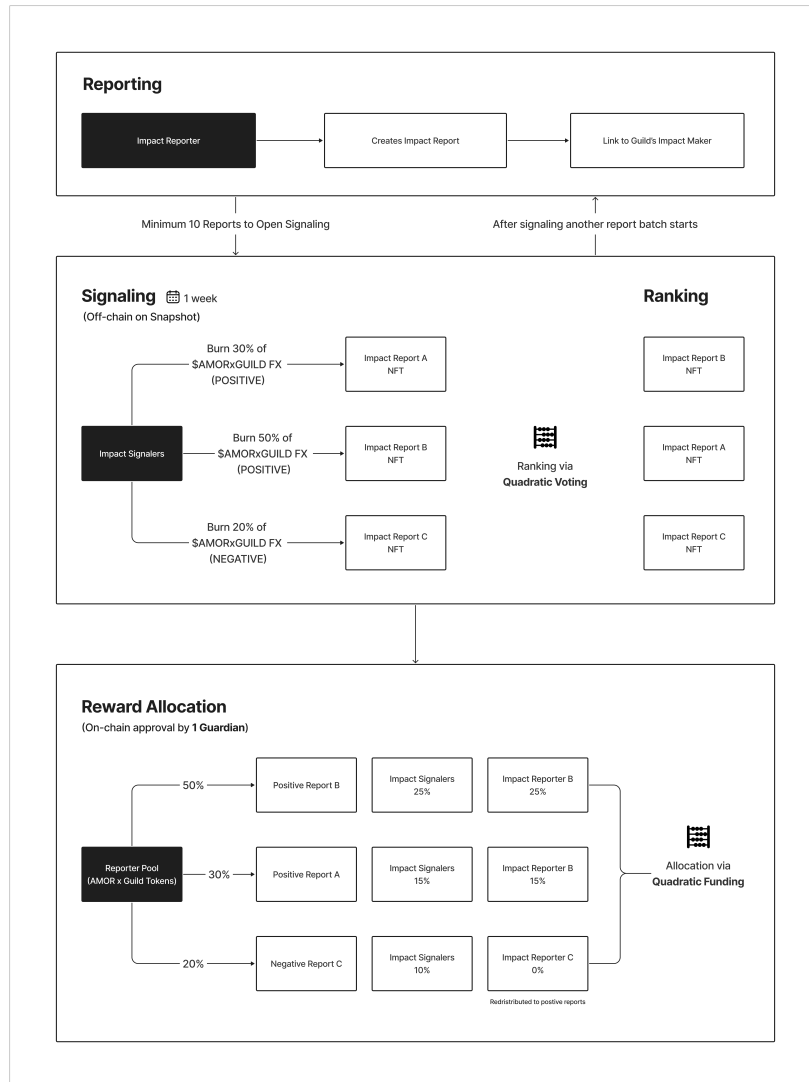 Reporting
Impact Reporter
Creates Impact Report
Link to Guild's Impact Maker
Minimum 10 Reports to Open Signaling
After signaling another report batch starts
Signaling
1 week
(Off-chain on Snapshot)
Ranking
Burn 30% of
$AMORxGUILD FX
(POSITIVE)
Impact Report A
NFT
Impact Report B
NFT
Impact Signalers
Burn 50% of
$AMORxGUILD FX
(POSITIVE)
Impact Report B
NFT
Ranking via
Quadratic Voting
Impact Report A
NFT
Burn 20% of
$AMORxGUILD FX
(NEGATIVE)
Impact Report C
NFT
Impact Report C
NFT
Reward Allocation
(On-chain approval by 1 Guardian)
50%
Positive Report B
Impact Signalers
25%
Impact Reporter B
25%
Reporter Pool
(AMOR x Guild Tokens)
30%
Positive Report A
Impact Signalers
15%
Impact Reporter B
15%
Allocation via
Quadratic Funding
20%
Negative Report C
Impact Signalers
10%
Impact Reporter C
0%
Redristributed to postive reports